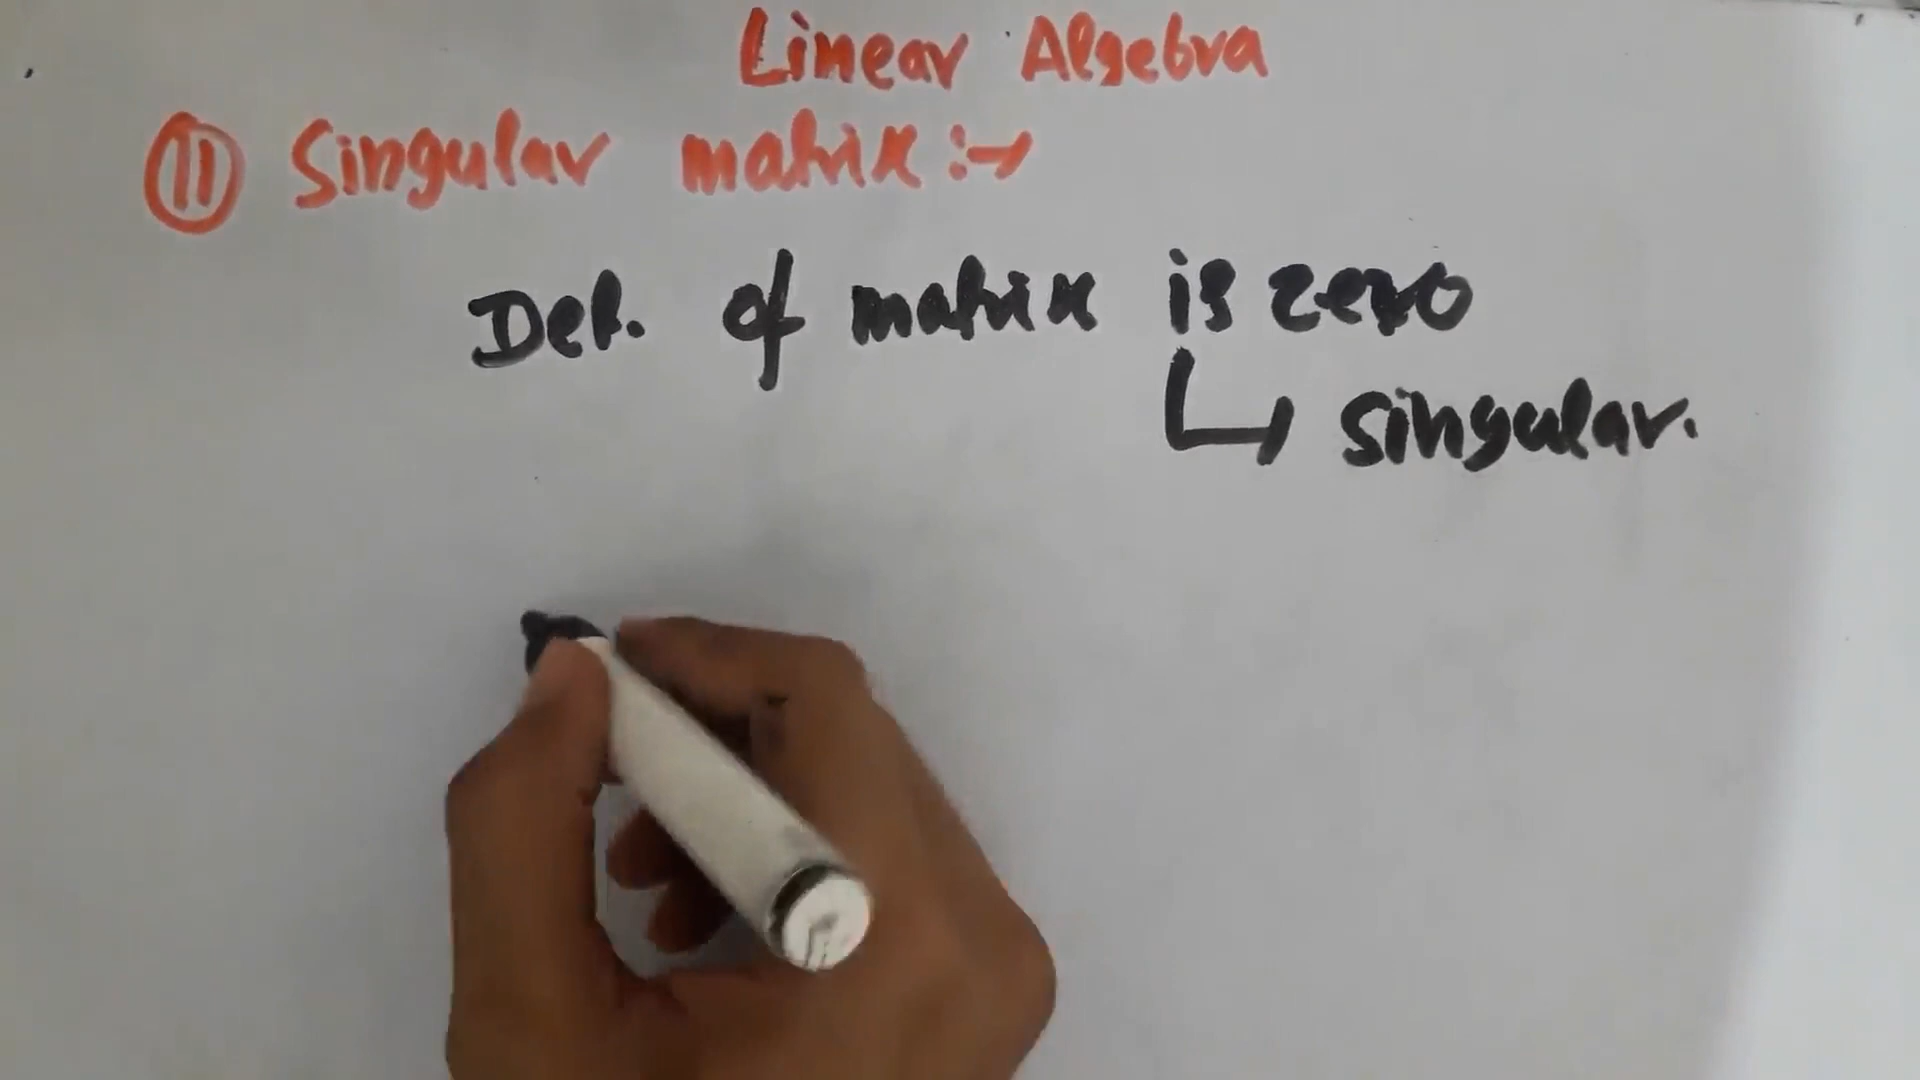 Linear Algebra
⑪ Singular matrix :→
Det. of matrix is zero
↳ singular.